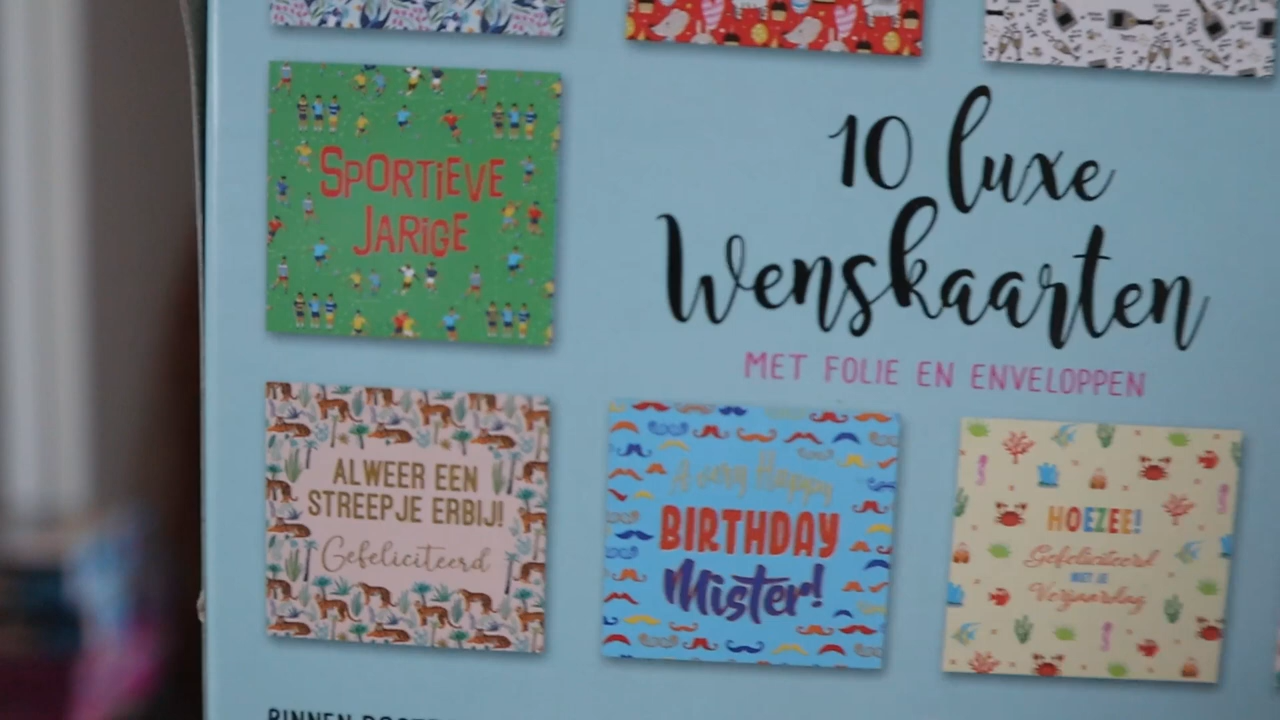 SPORTIEVE
JARIGE
10 luxe
Wenskaarten
MET FOLIE EN ENVELOPPEN
ALWEER EEN
STREEPJE ERBIJ!
Gefeliciteerd
A very Happy
BIRTHDAY
Mister!
HOEZEE!
Gefeliciteerd
MET JE
Verjaardag
BINNEN